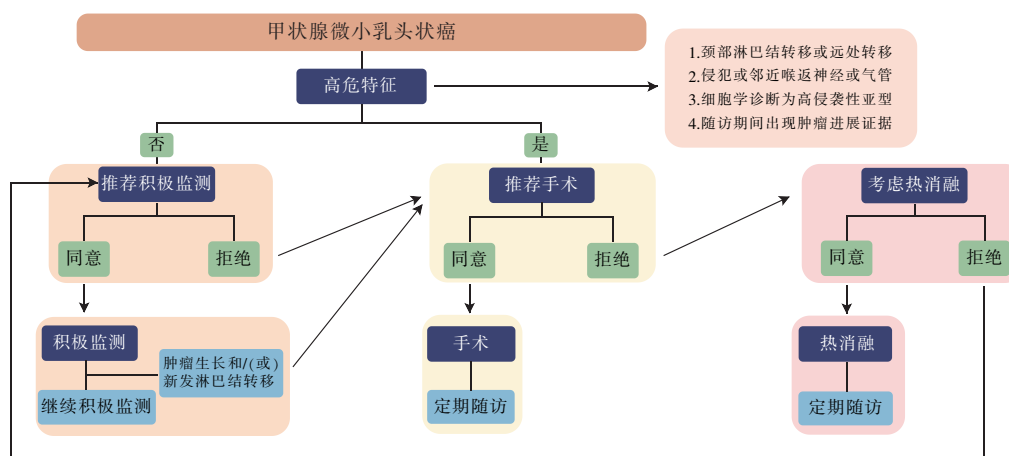 甲状腺微小乳头状癌
高危特征
1.颈部淋巴结转移或远处转移
2.侵犯或邻近喉返神经或气管
3.细胞学诊断为高侵袭性亚型
4.随访期间出现肿瘤进展证据
否
是
推荐积极监测
推荐手术
考虑热消融
同意
拒绝
同意
拒绝
同意
拒绝
积极监测
肿瘤生长和/(或)
新发淋巴结转移
继续积极监测
手术
定期随访
热消融
定期随访